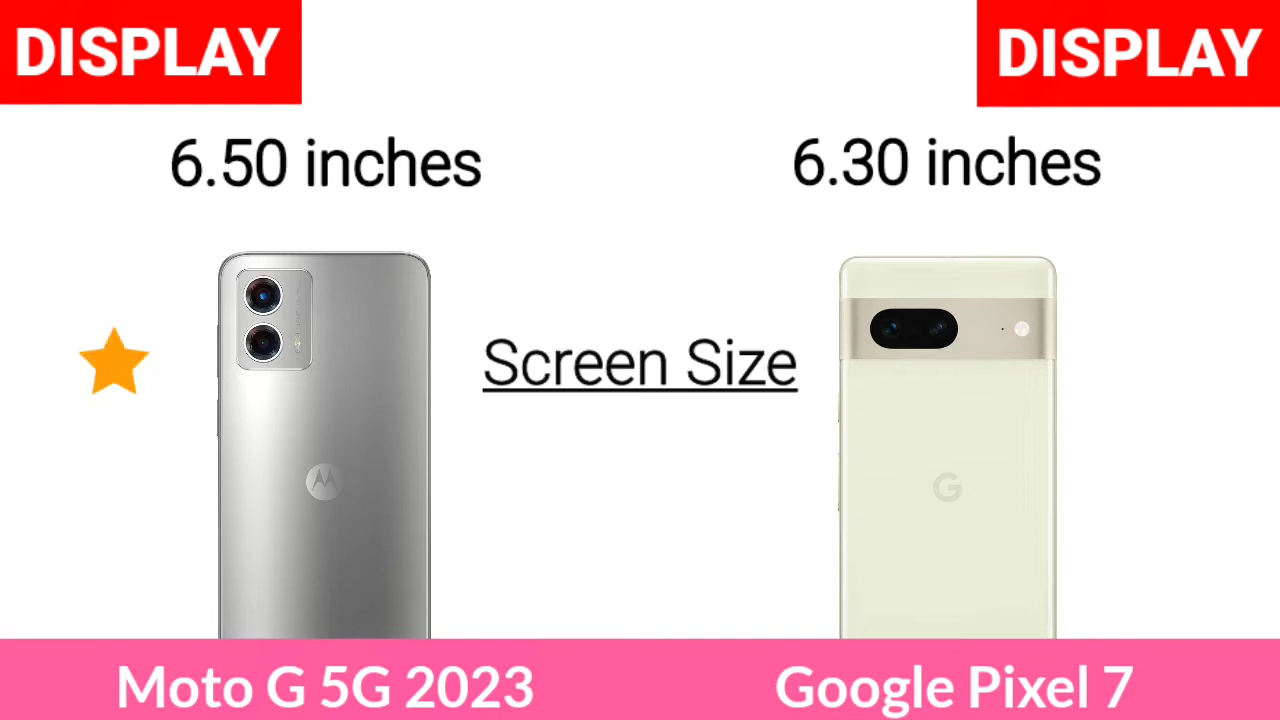 DISPLAY
DISPLAY
6.50 inches
6.30 inches
Screen Size
Moto G 5G 2023
Google Pixel 7